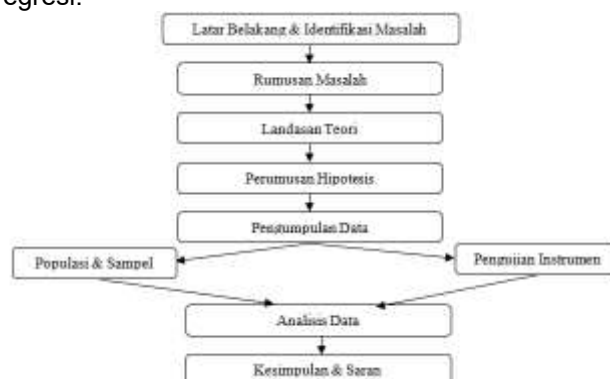 egresi.
Latar Belakang & Identifikasi Masalah
Rumusan Masalah
Landasan Teori
Perumusan Hipotesis
Pengumpulan Data
Populasi & Sampel
Pengujian Instrumen
Analisis Data
Kesimpulan & Saran